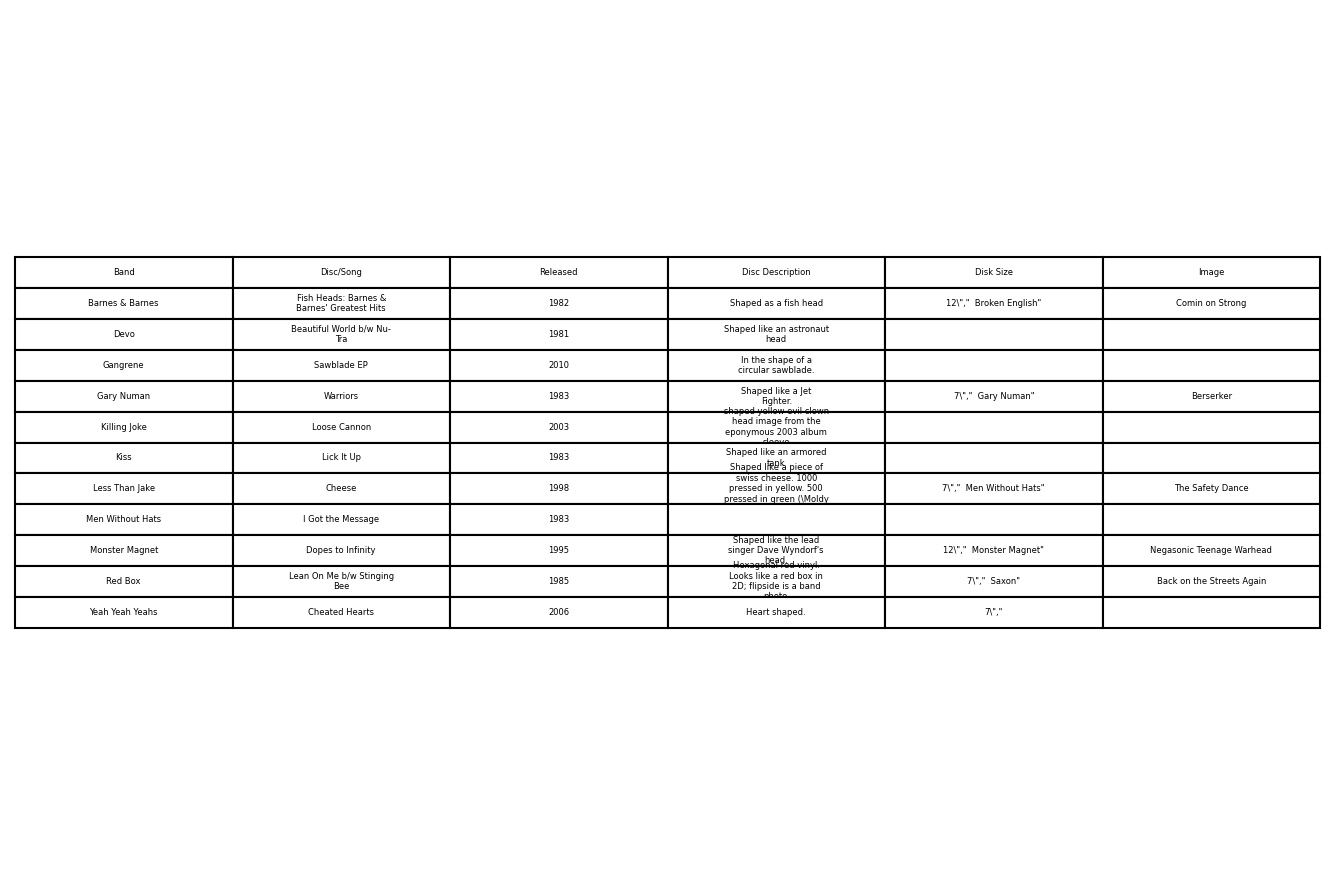 Band Disc/Song Released Disc Description Disk Size Image
Barnes & Barnes Fish Heads: Barnes & Barnes' Greatest Hits 1982 Shaped as a fish head 12\"," Broken English" Comin on Strong
Devo Beautiful World b/w Nu-Tra 1981 Shaped like an astronaut head
Gangrene Sawblade EP 2010 In the shape of a circular sawblade.
Gary Numan Warriors 1983 Shaped like a Jet Fighter. 7\"," Gary Numan" Berserker
Killing Joke Loose Cannon 2003 shaped yellow evil clown head image from the eponymous 2003 album sleeve
Kiss Lick It Up 1983 Shaped like an armored tank
Less Than Jake Cheese 1998 Shaped like a piece of swiss cheese. 1000 pressed in yellow. 500 pressed in green (\Moldy 7\"," Men Without Hats" The Safety Dance
Men Without Hats I Got the Message 1983
Monster Magnet Dopes to Infinity 1995 Shaped like the lead singer Dave Wyndorf's head. 12\"," Monster Magnet" Negasonic Teenage Warhead
Red Box Lean On Me b/w Stinging Bee 1985 Hexagonal red vinyl. Looks like a red box in 2D; flipside is a band photo 7\"," Saxon" Back on the Streets Again
Yeah Yeah Yeahs Cheated Hearts 2006 Heart shaped. 7\","